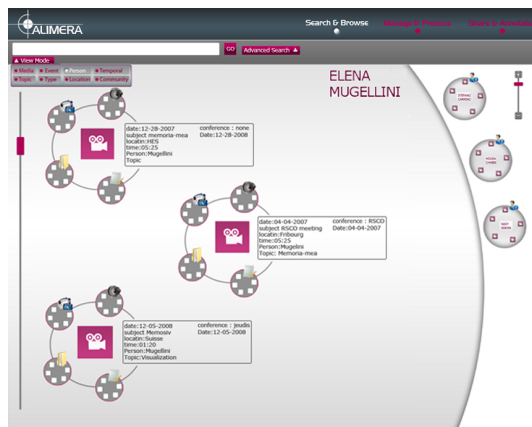 ALIMERA
Search & Browse
Manage & Produce
Share & Annotate
GO
Advanced Search
View Mode
Media Event Person Temporal
Topic Type Location Community
ELENA
MUGELLINI
date:12-28-2007 conference : none
subject memoria-mea Date:12-28-2008
locatin:HES
time:05:25
Person:Mugellini
Topic
date:04-04-2007 conference : RSCD
subject RSCD meeting Date:04-04-2007
locatin:Fribourg
time:05:25
Person:Mugelini
Topic: Memoria-mea
date:12-05-2008 conference : jeudis
subject Memosiv Date:12-05-2008
locatin:Suisse
time:01:20
Person:Mugellini
Topic:Visualization